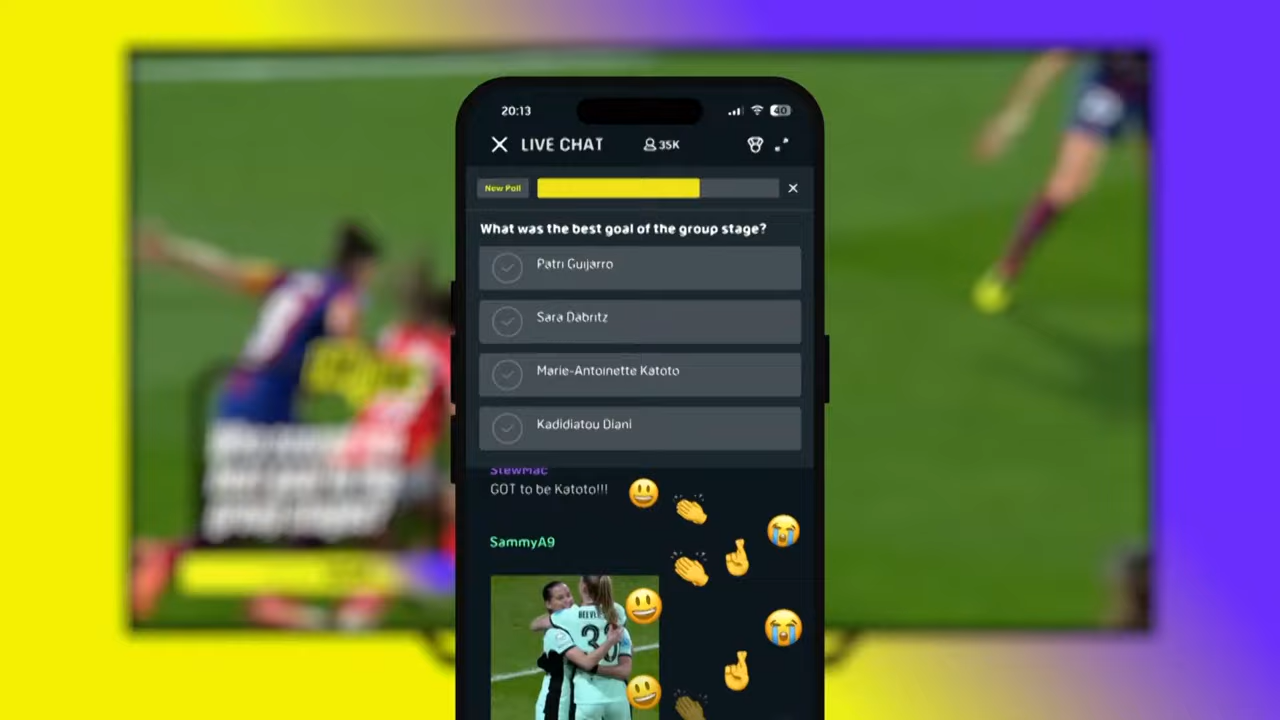 20:13
40
LIVE CHAT
35K
New Poll
What was the best goal of the group stage?
Patri Guijarro
Sara Däbritz
Marie-Antoinette Katoto
Kadidiatou Diani
StewMac
GOT to be Katoto!!!
SammyA9